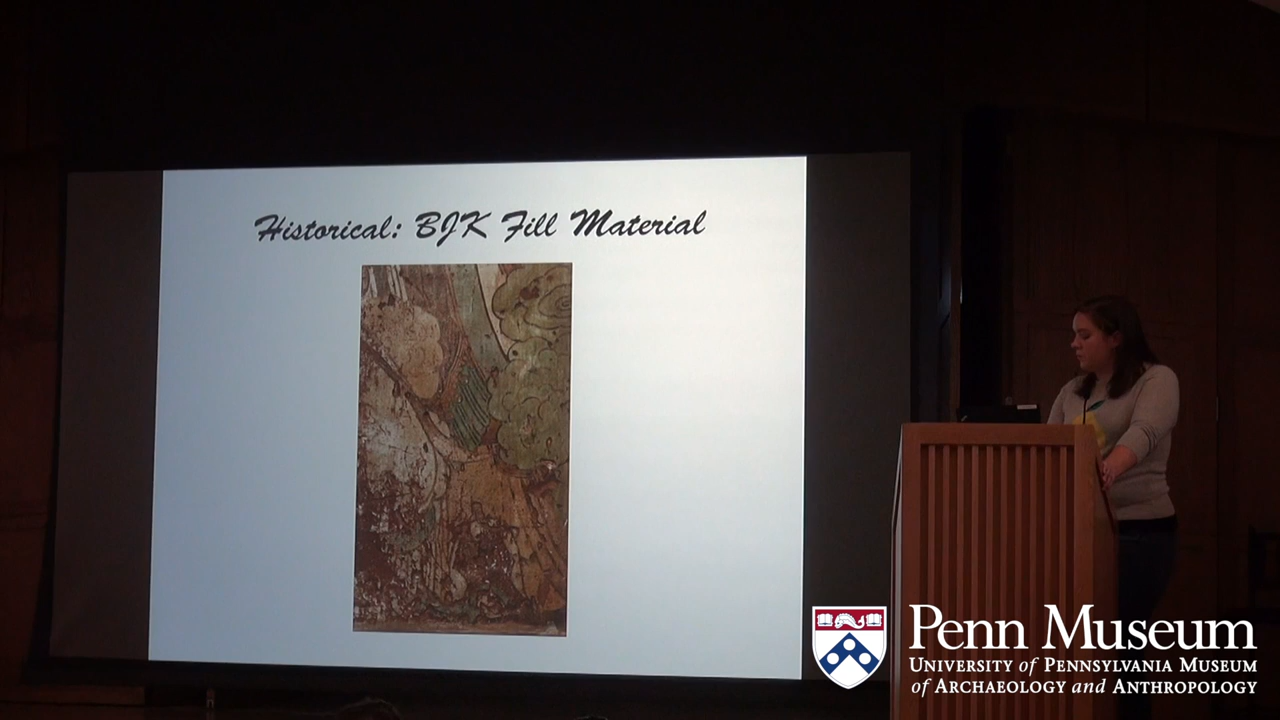 Historical: BJK Fill Material
Penn Museum
University of Pennsylvania Museum
of Archaeology and Anthropology